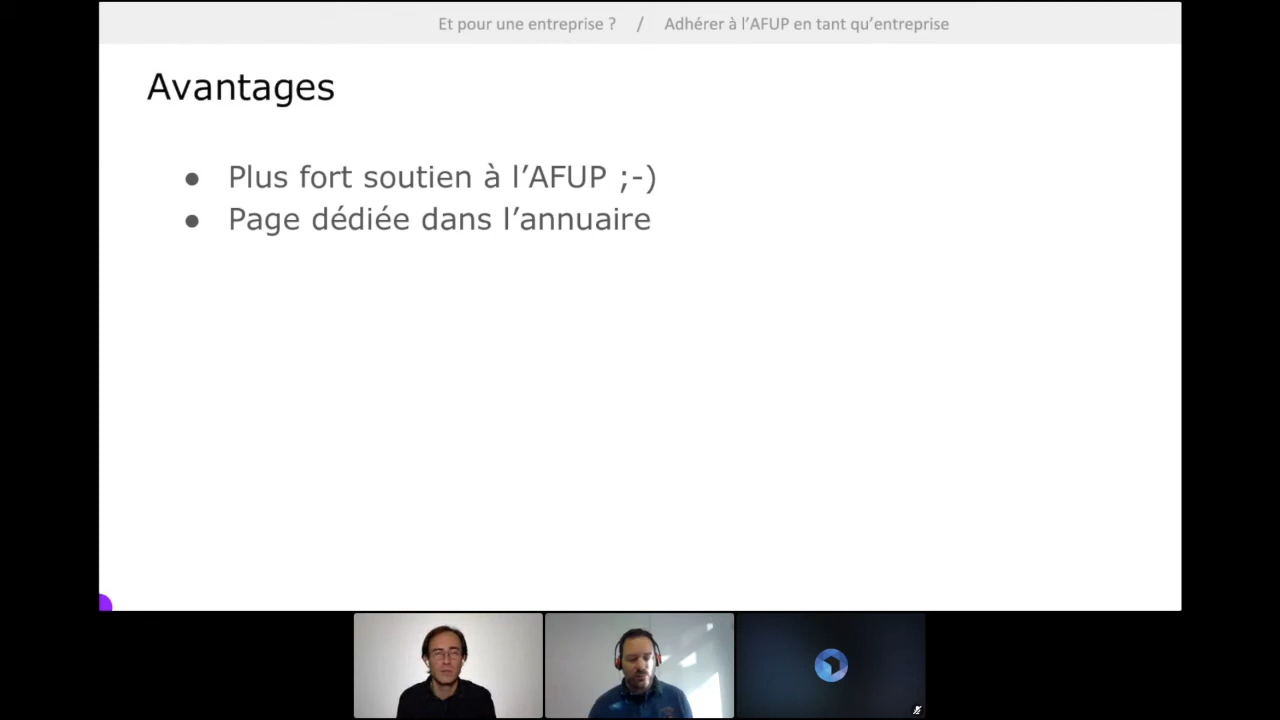 Et pour une entreprise ? / Adhérer à l’AFUP en tant qu’entreprise
Avantages
● Plus fort soutien à l’AFUP ;-)
● Page dédiée dans l’annuaire